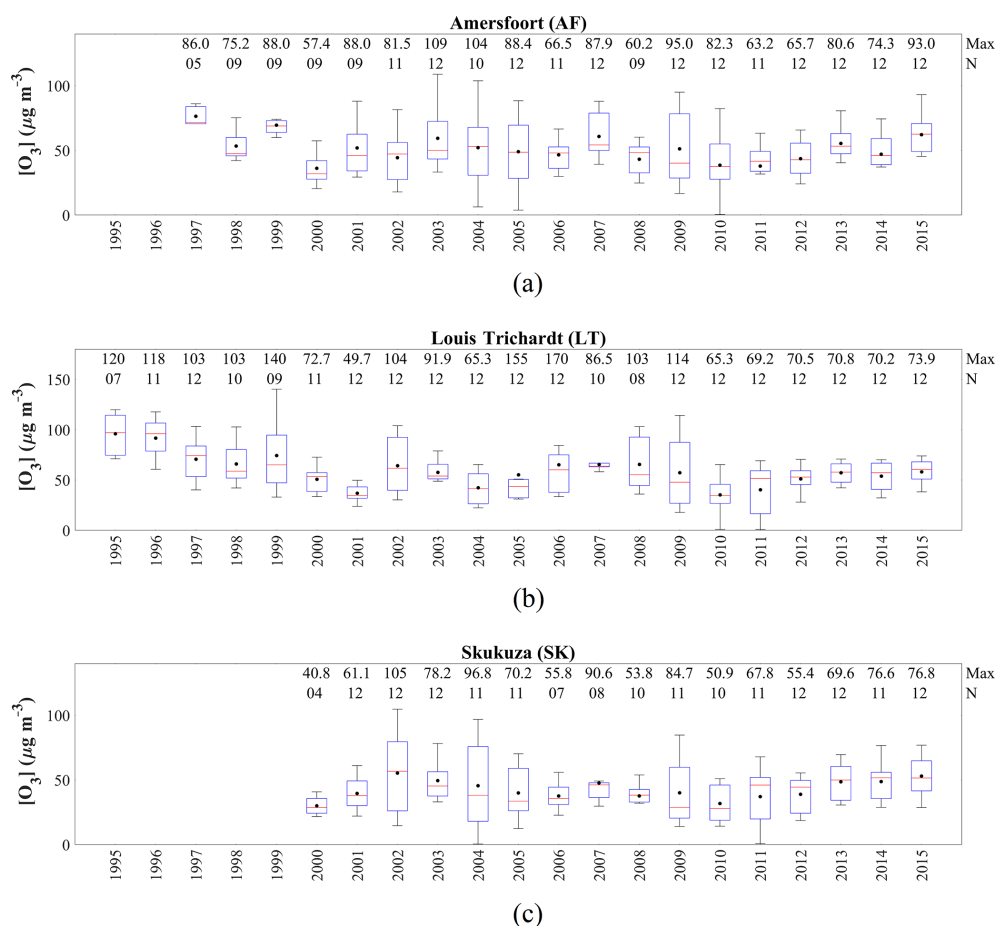 Amersfoort (AF)
86.0 75.2 88.0 57.4 88.0 81.5 109 104 88.4 66.5 87.9 60.2 95.0 82.3 63.2 65.7 80.6 74.3 93.0 Max
05 09 09 09 09 11 12 10 12 11 12 09 12 12 11 12 12 12 12 N
[O3] (μg m−3)
100
50
0
1995 1996 1997 1998 1999 2000 2001 2002 2003 2004 2005 2006 2007 2008 2009 2010 2011 2012 2013 2014 2015
(a)
Louis Trichardt (LT)
120 118 103 103 140 72.7 49.7 104 91.9 65.3 155 170 86.5 103 114 65.3 69.2 70.5 70.8 70.2 73.9 Max
07 11 12 10 09 11 12 12 12 12 12 12 10 08 12 12 12 12 12 12 12 N
[O3] (μg m−3)
150
100
50
0
1995 1996 1997 1998 1999 2000 2001 2002 2003 2004 2005 2006 2007 2008 2009 2010 2011 2012 2013 2014 2015
(b)
Skukuza (SK)
40.8 61.1 105 78.2 96.8 70.2 55.8 90.6 53.8 84.7 50.9 67.8 55.4 69.6 76.6 76.8 Max
04 12 12 12 11 11 07 08 10 11 10 11 12 12 11 12 N
[O3] (μg m−3)
100
50
0
1995 1996 1997 1998 1999 2000 2001 2002 2003 2004 2005 2006 2007 2008 2009 2010 2011 2012 2013 2014 2015
(c)